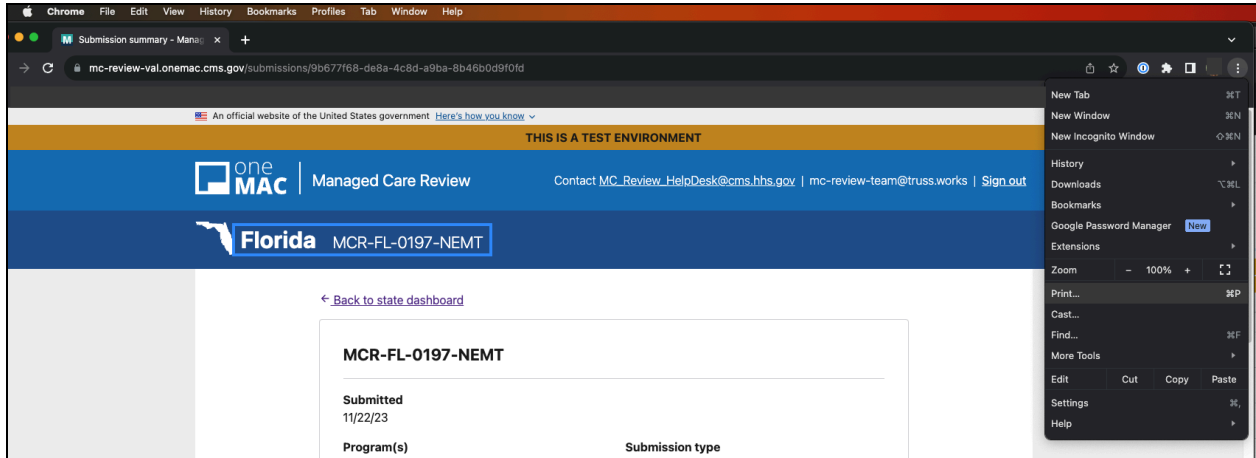 Chrome File Edit View History Bookmarks Profiles Tab Window Help
Submission summary - Manag
mc-review-val.onemac.cms.gov/submissions/9b677f68-de8a-4c8d-a9ba-8b46b0d9f0fd
An official website of the United States government Here's how you know
THIS IS A TEST ENVIRONMENT
one
MAC
Managed Care Review
Contact MC_Review_HelpDesk@cms.hhs.gov | mc-review-team@truss.works | Sign out
Florida MCR-FL-0197-NEMT
← Back to state dashboard
MCR-FL-0197-NEMT
Submitted
11/22/23
Program(s) Submission type
New Tab ⌘T
New Window ⌘N
New Incognito Window ⇧⌘N
History
Downloads ⌥⌘L
Bookmarks
Google Password Manager New
Extensions
Zoom − 100% +
Print... ⌘P
Cast...
Find... ⌘F
More Tools
Edit Cut Copy Paste
Settings ⌘,
Help